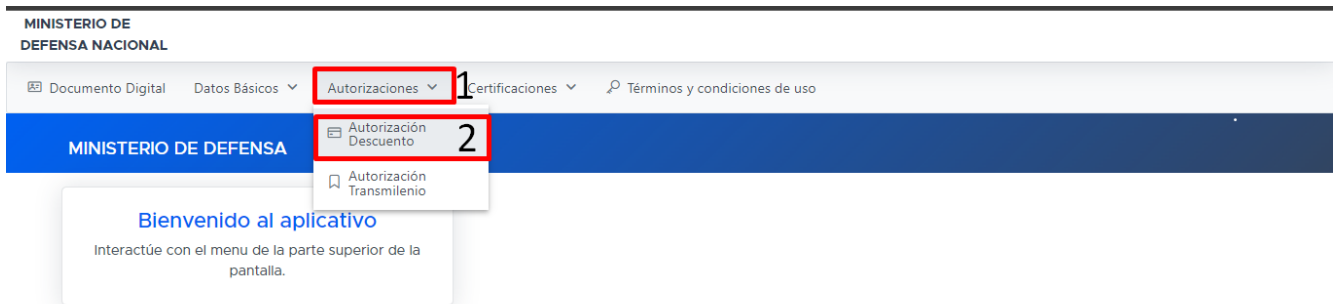 MINISTERIO DE
DEFENSA NACIONAL
Documento Digital Datos Básicos Autorizaciones 1 Certificaciones Términos y condiciones de uso
MINISTERIO DE DEFENSA
Autorización
Descuento 2
Autorización
Transmilenio
Bienvenido al aplicativo
Interactúe con el menu de la parte superior de la
pantalla.